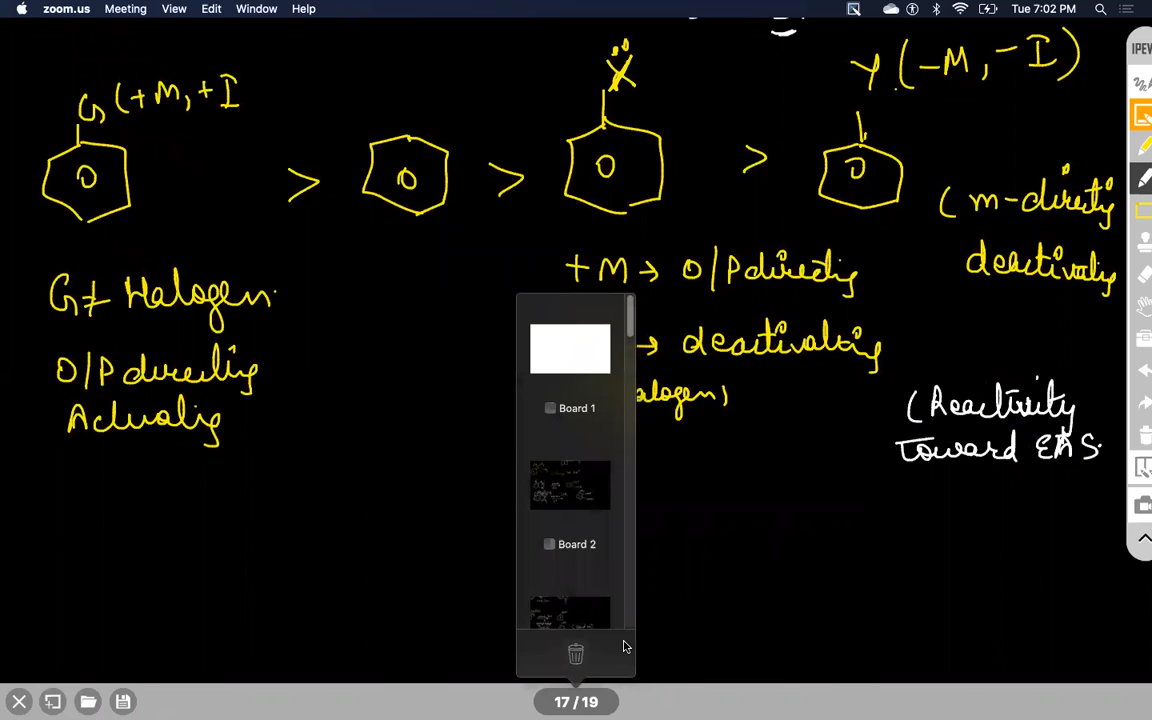 zoom.us Meeting View Edit Window Help Tue 7:02 PM
IPEV
G (+M, +I
X
Y (-M, -I)
> > >
G ≠ Halogen
O/P directing
Activating
+M → O/P directing
→ deactivating
alogen)
(m-directing
deactivating
(Reactivity
Toward EAS.
Board 1
Board 2
17 / 19